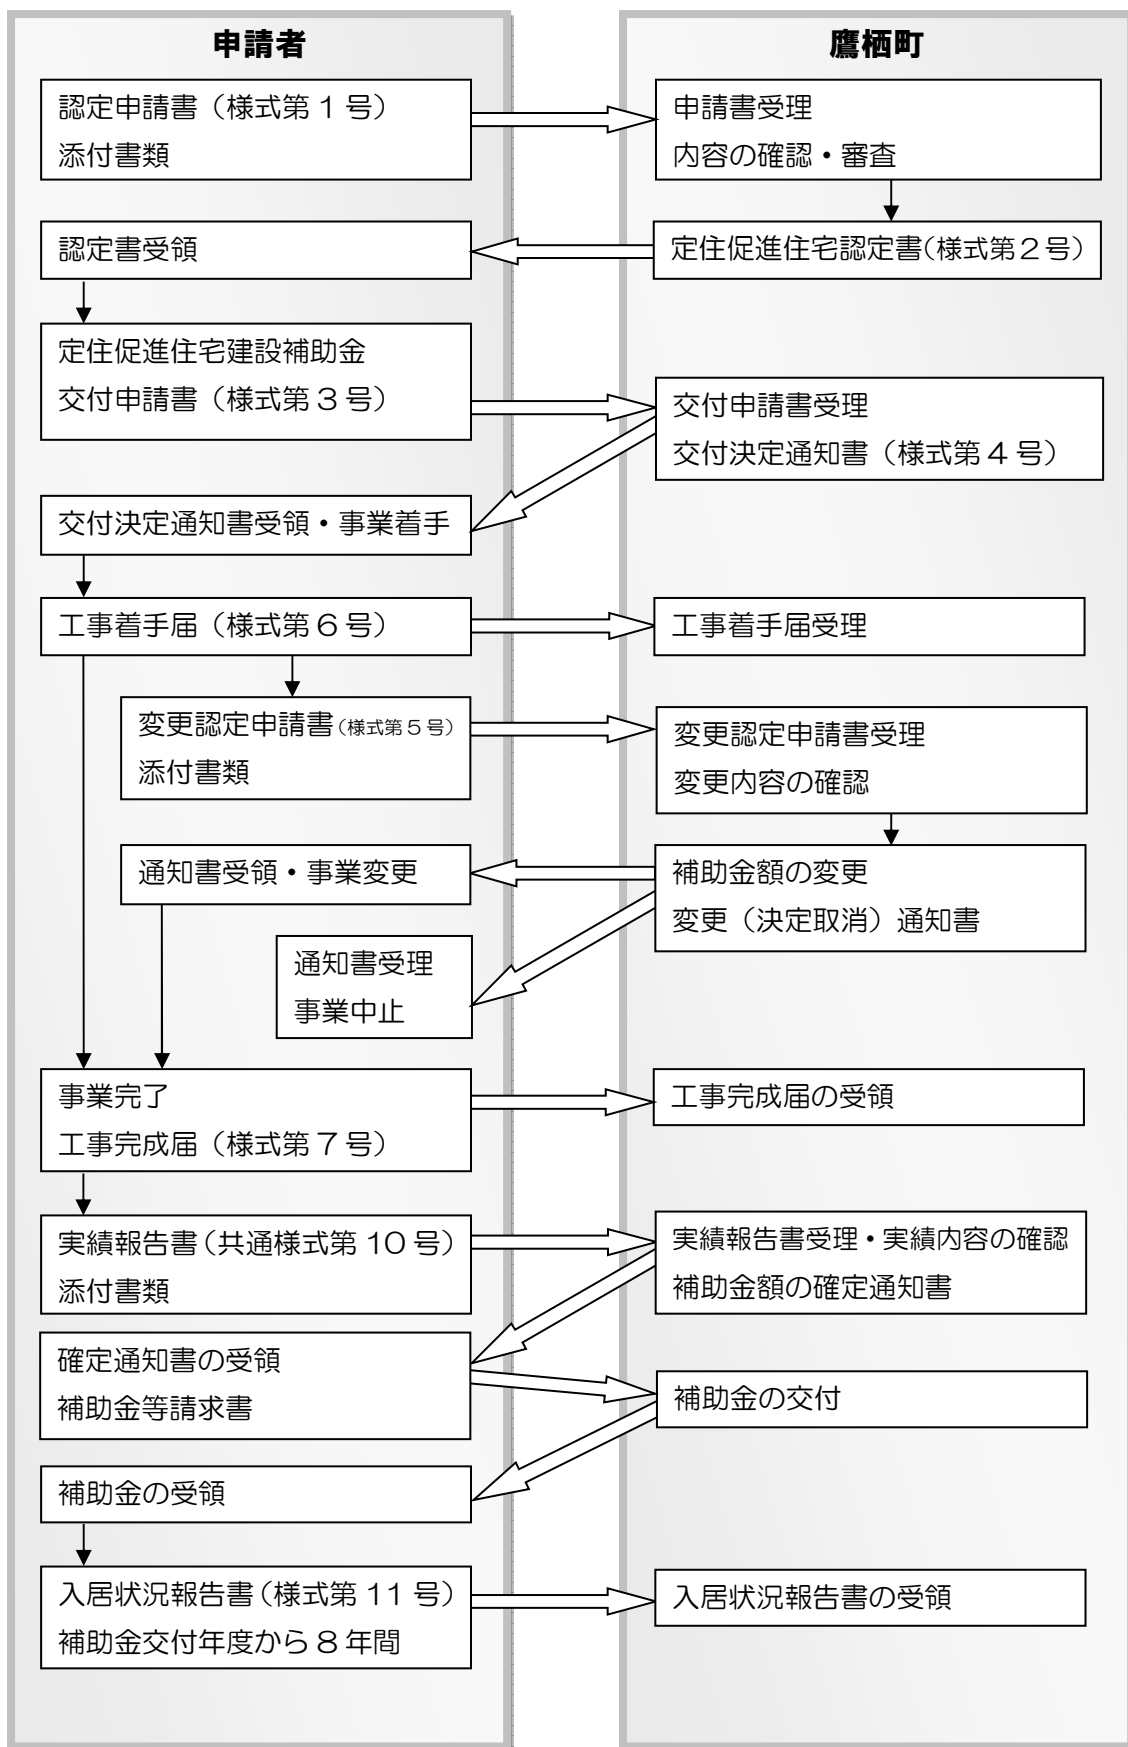 申請者
鷹栖町
認定申請書（様式第１号）
添付書類
申請書受理
内容の確認・審査
認定書受領
定住促進住宅認定書（様式第２号）
定住促進住宅建設補助金
交付申請書（様式第３号）
交付申請書受理
交付決定通知書（様式第４号）
交付決定通知書受領・事業着手
工事着手届（様式第６号）
工事着手届受理
変更認定申請書（様式第５号）
添付書類
変更認定申請書受理
変更内容の確認
通知書受領・事業変更
補助金額の変更
変更（決定取消）通知書
通知書受理
事業中止
事業完了
工事完成届（様式第７号）
工事完成届の受領
実績報告書（共通様式第 10 号）
添付書類
実績報告書受理・実績内容の確認
補助金額の確定通知書
確定通知書の受領
補助金等請求書
補助金の交付
補助金の受領
入居状況報告書（様式第 11 号）
補助金交付年度から８年間
入居状況報告書の受領